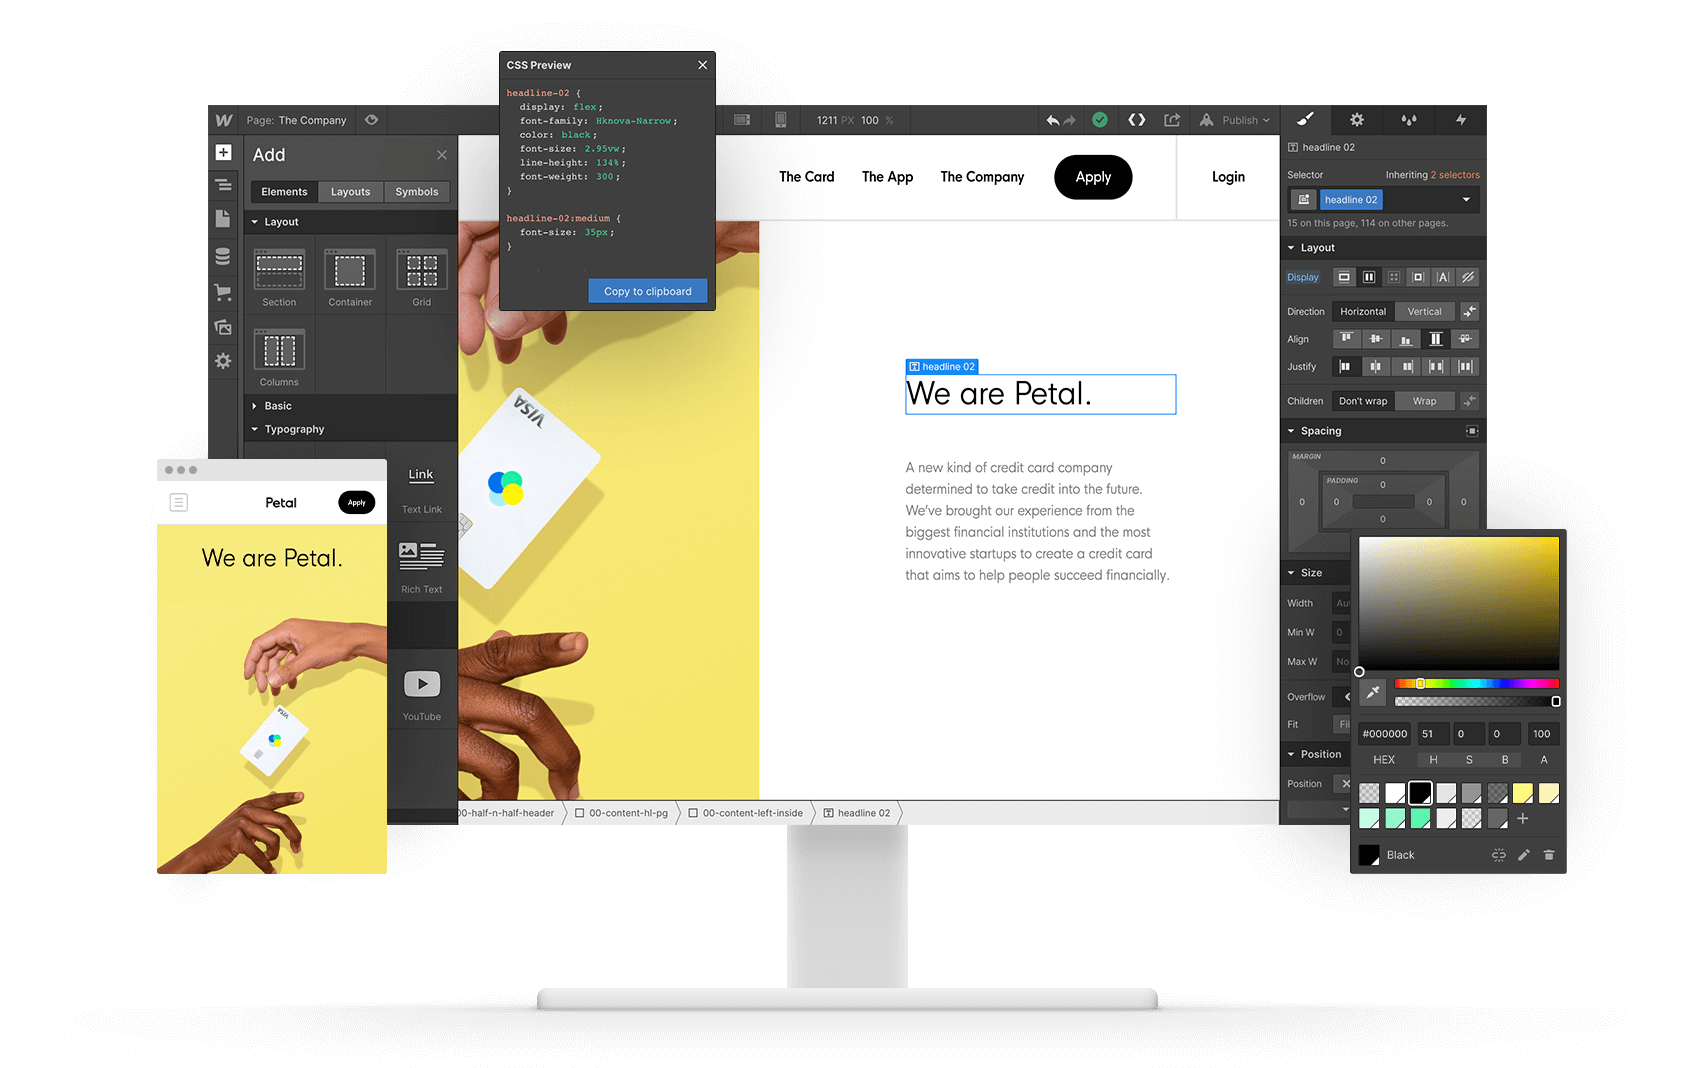 CSS Preview
headline-02 {
display: flex;
font-family: Hknova-Narrow;
color: black;
font-size: 2.95vw;
line-height: 134%;
font-weight: 300;
}
headline-02:medium {
font-size: 35px;
}
Copy to clipboard
Page: The Company
1211 PX 100 %
Publish
Add
Elements
Layouts
Symbols
Layout
Section
Container
Grid
Columns
Basic
Typography
Link
Text Link
Rich Text
YouTube
Petal
Apply
We are Petal.
VISA
The Card
The App
The Company
Apply
Login
VISA
headline 02
We are Petal.
A new kind of credit card company
determined to take credit into the future.
We've brought our experience from the
biggest financial institutions and the most
innovative startups to create a credit card
that aims to help people succeed financially.
00-half-n-half-header
00-content-hl-pg
00-content-left-inside
headline 02
headline 02
Selector
Inheriting 2 selectors
headline 02
15 on this page, 114 on other pages.
Layout
Display
Direction
Horizontal
Vertical
Align
Justify
Children
Don't wrap
Wrap
Spacing
MARGIN
0
PADDING
0
0
0
0
0
0
Size
Width
Min W
0
Max W
Overflow
Fit
Position
Position
#000000
51
0
0
100
HEX
H
S
B
A
Black